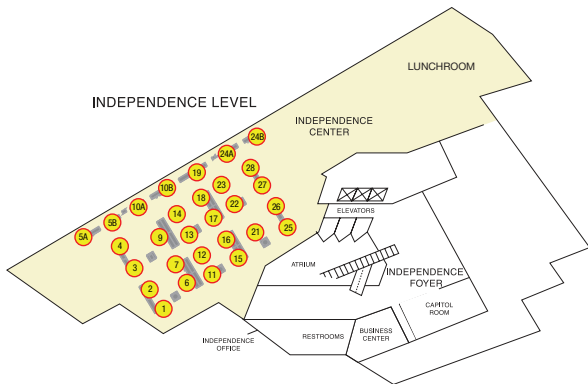 LUNCHROOM
INDEPENDENCE LEVEL
INDEPENDENCE
CENTER
24B
24A
19
28
10B
23
27
10A
18
22
26
5B
14
17
5A
9
13
16
21
25
4
12
15
3
7
11
2
6
1
ELEVATORS
ATRIUM
INDEPENDENCE
FOYER
CAPITOL
ROOM
BUSINESS
CENTER
RESTROOMS
INDEPENDENCE
OFFICE